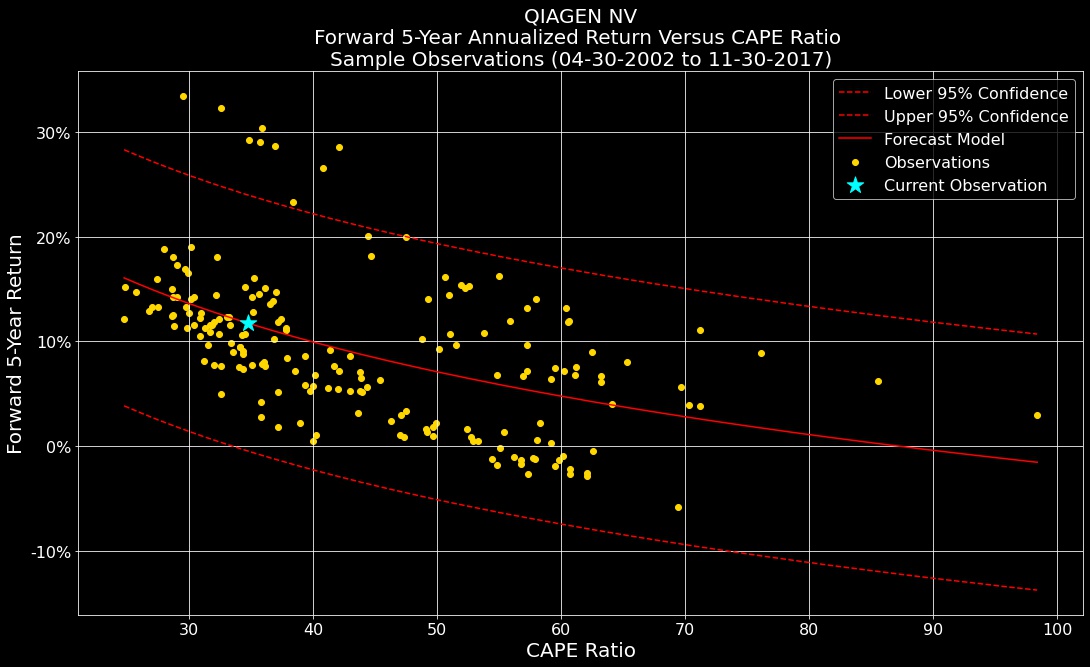 QIAGEN NV
Forward 5-Year Annualized Return Versus CAPE Ratio
Sample Observations (04-30-2002 to 11-30-2017)
Lower 95% Confidence
Upper 95% Confidence
Forecast Model
Observations
Current Observation
Forward 5-Year Return
30%
20%
10%
0%
-10%
30 40 50 60 70 80 90 100
CAPE Ratio